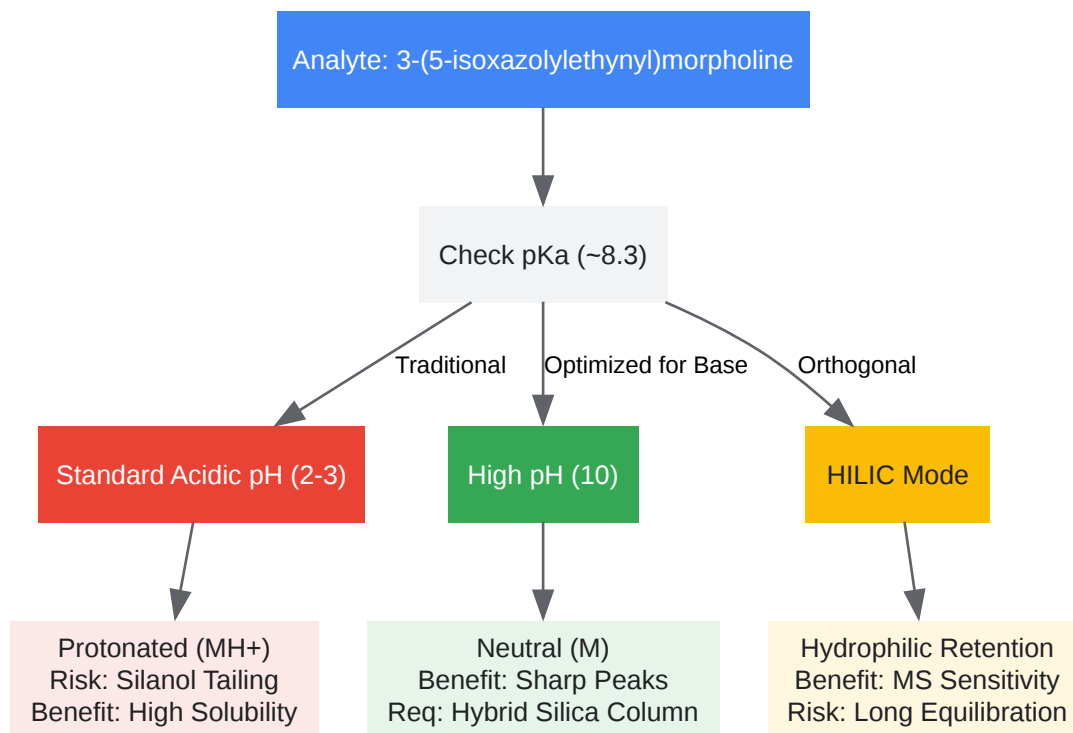 Analyte: 3-(5-isoxazolylethynyl)morpholine
Check pKa (~8.3)
Traditional
Optimized for Base
Orthogonal
Standard Acidic pH (2-3)
High pH (10)
HILIC Mode
Protonated (MH+)
Risk: Silanol Tailing
Benefit: High Solubility
Neutral (M)
Benefit: Sharp Peaks
Req: Hybrid Silica Column
Hydrophilic Retention
Benefit: MS Sensitivity
Risk: Long Equilibration